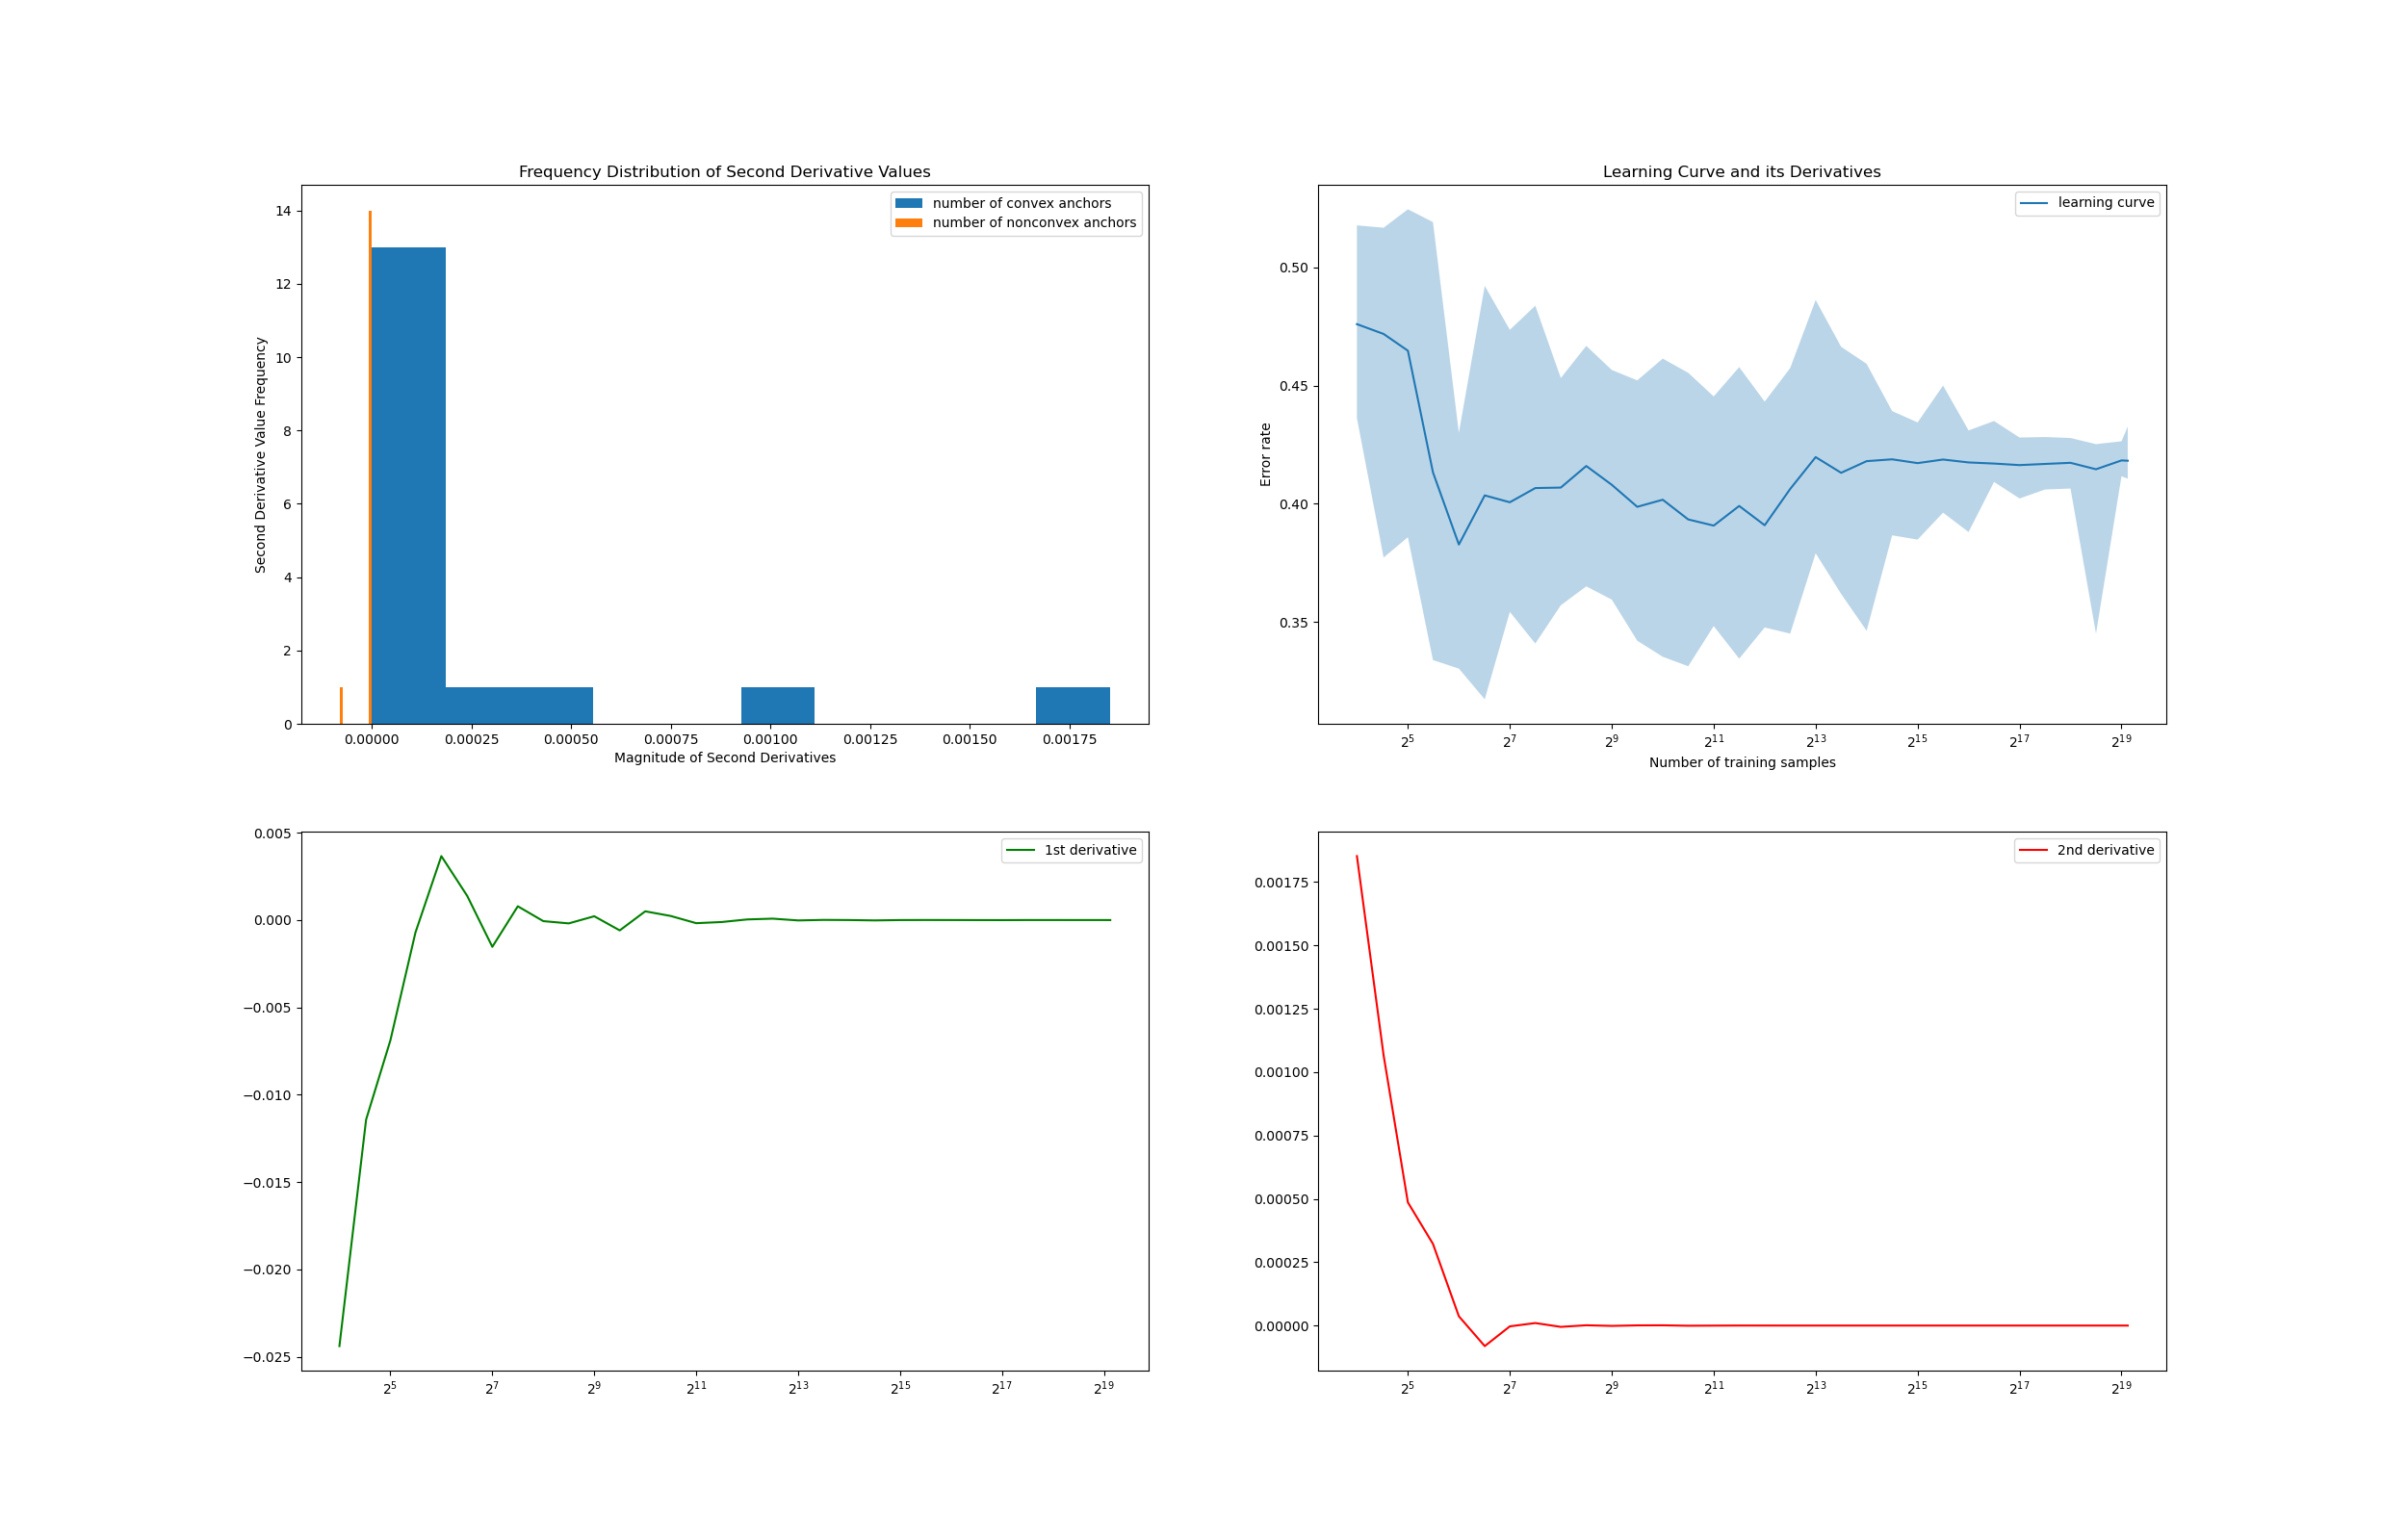 Frequency Distribution of Second Derivative Values
number of convex anchors
number of nonconvex anchors
14
12
10
8
6
4
2
0
Second Derivative Value Frequency
0.00000 0.00025 0.00050 0.00075 0.00100 0.00125 0.00150 0.00175
Magnitude of Second Derivatives
Learning Curve and its Derivatives
learning curve
0.50
0.45
0.40
0.35
Error rate
2^5 2^7 2^9 2^11 2^13 2^15 2^17 2^19
Number of training samples
1st derivative
0.005
0.000
−0.005
−0.010
−0.015
−0.020
−0.025
2^5 2^7 2^9 2^11 2^13 2^15 2^17 2^19
2nd derivative
0.00175
0.00150
0.00125
0.00100
0.00075
0.00050
0.00025
0.00000
2^5 2^7 2^9 2^11 2^13 2^15 2^17 2^19